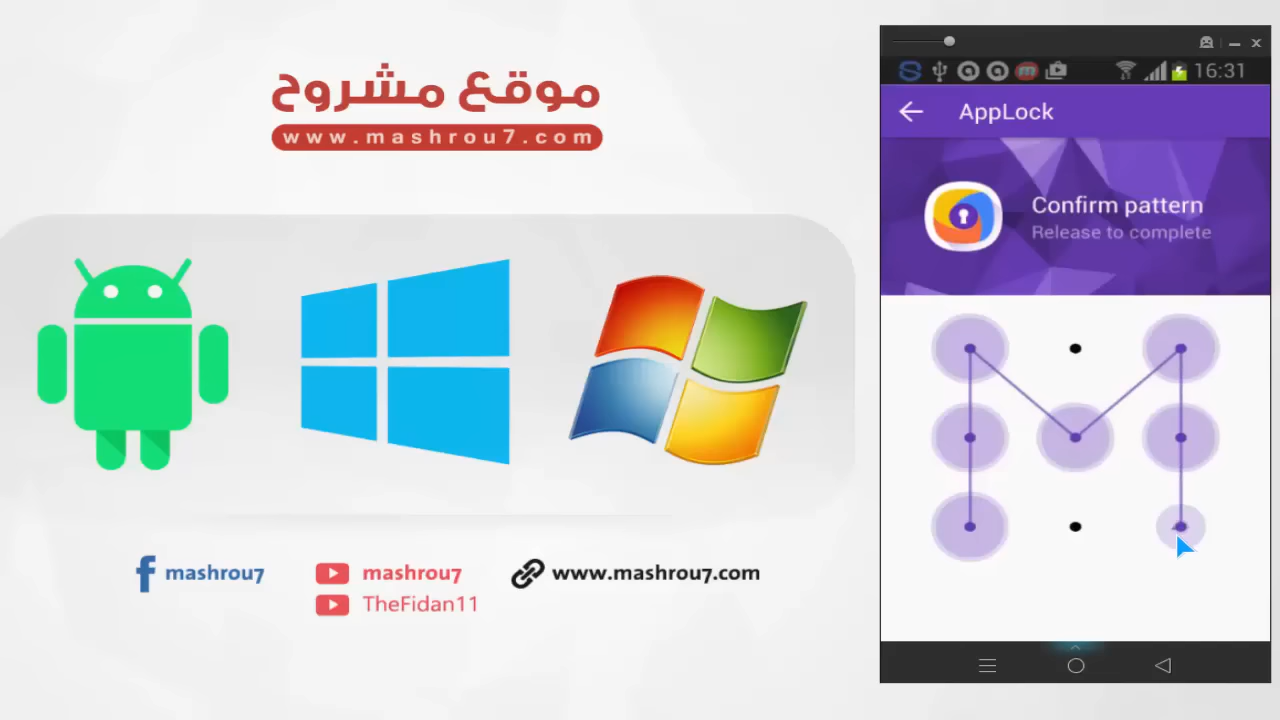 موقع مشروح
www.mashrou7.com
mashrou7
mashrou7
www.mashrou7.com
TheFidan11
16:31
AppLock
Confirm pattern
Release to complete